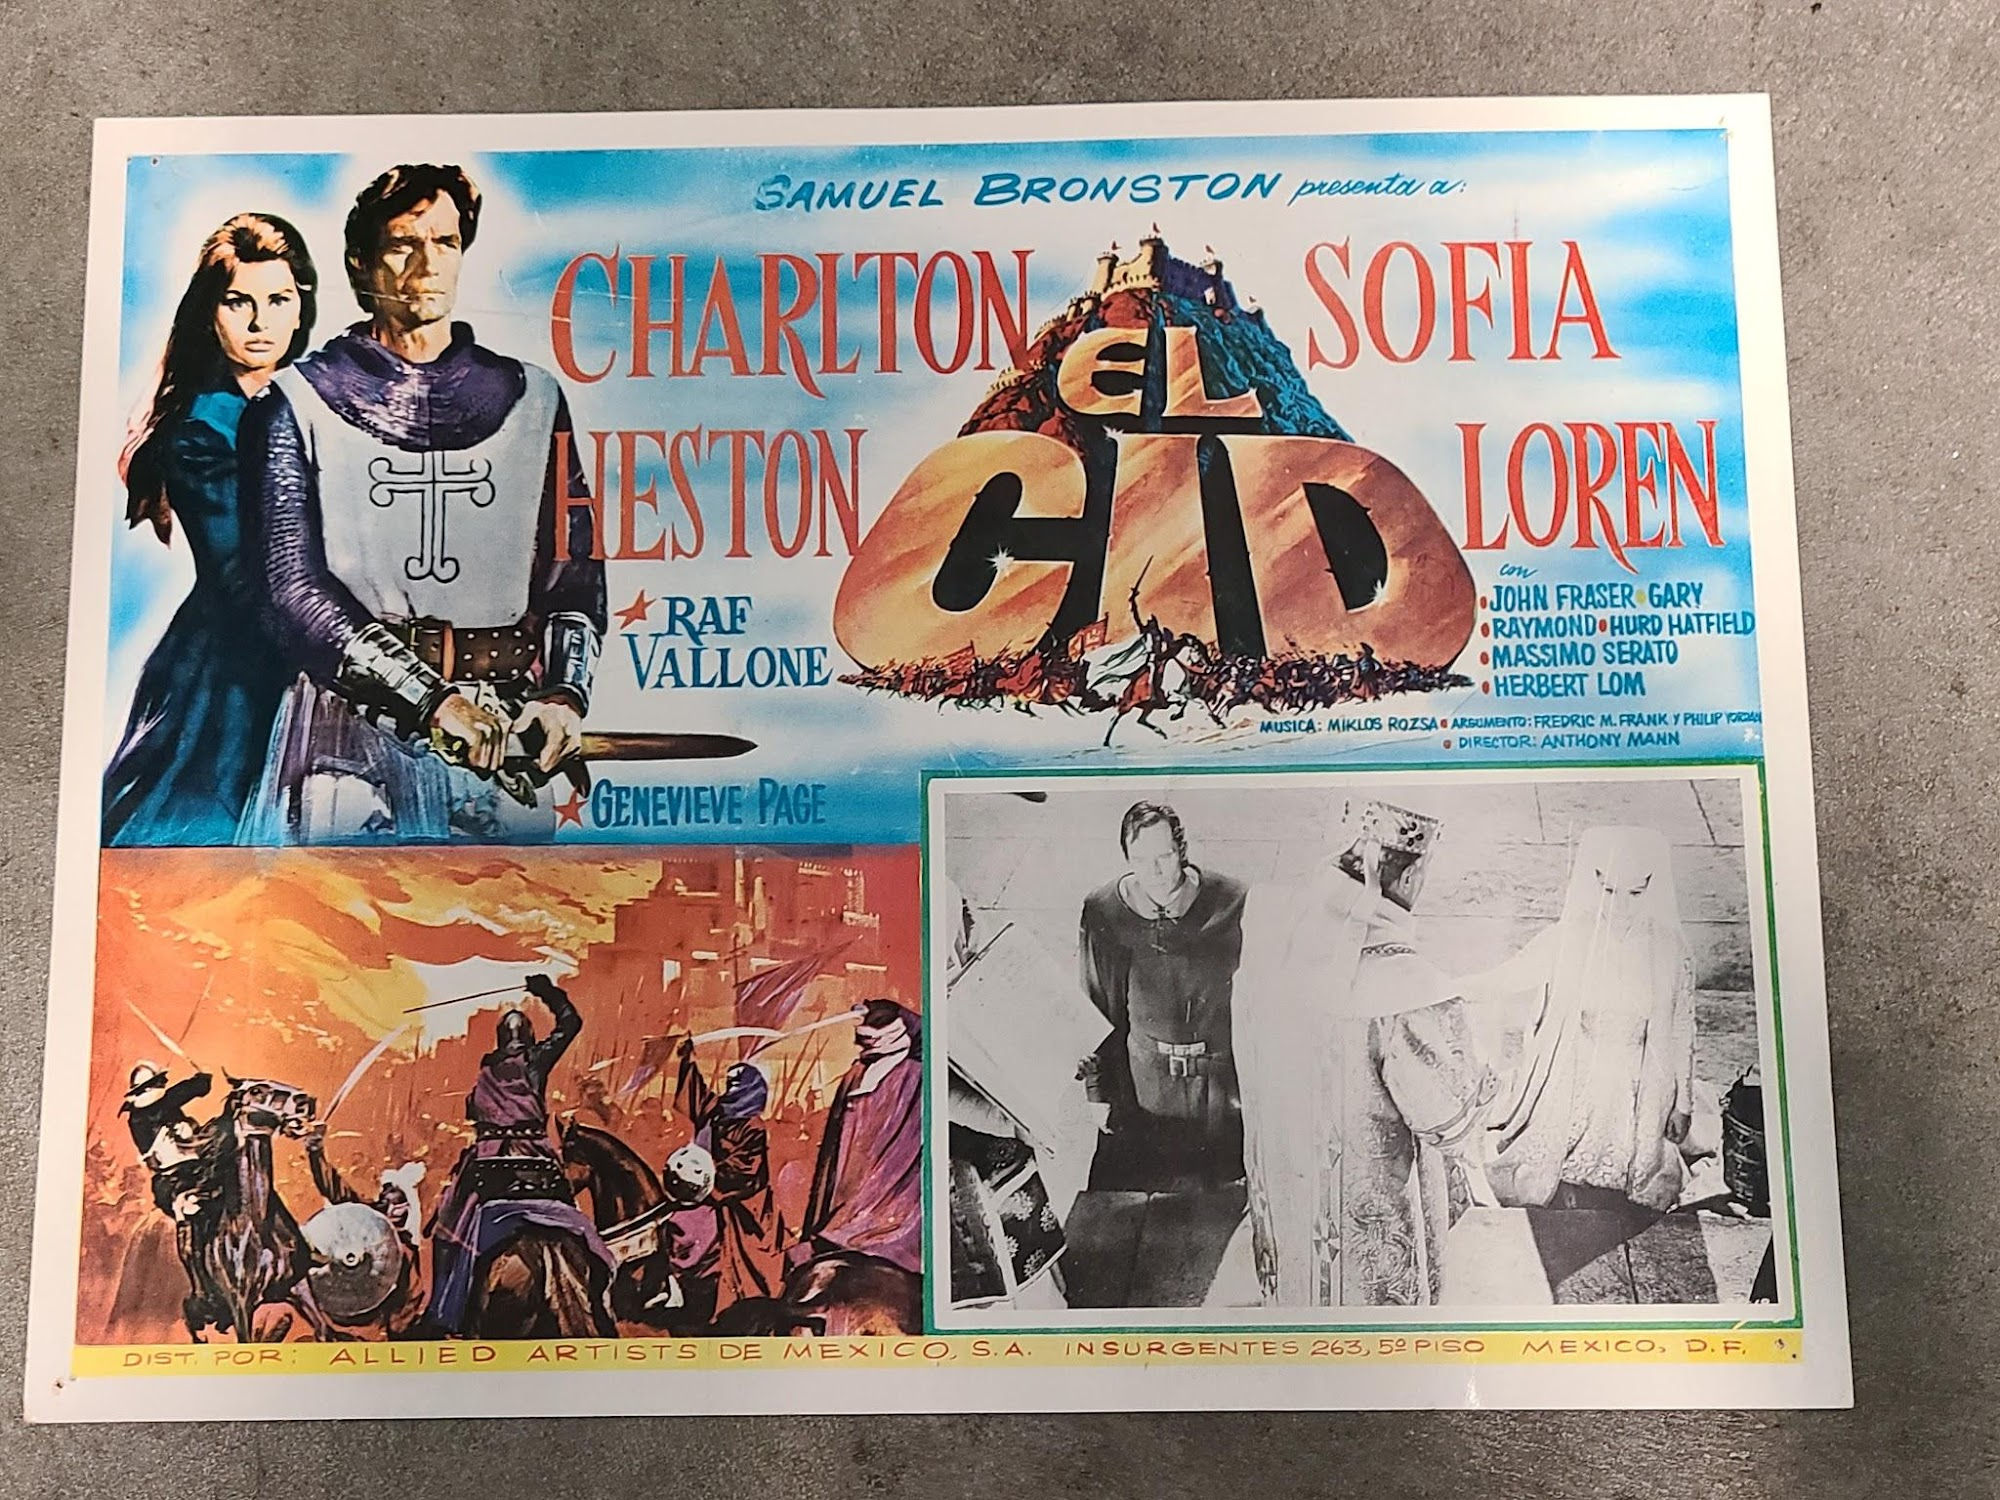 SAMUEL BRONSTON presenta a:
CHARLTON
HESTON
EL
CID
SOFIA
LOREN
RAF
VALLONE
GENEVIEVE PAGE
con
JOHN FRASER • GARY
RAYMOND • HURD HATFIELD
MASSIMO SERATO
HERBERT LOM
MUSICA: MIKLOS ROZSA • ARGUMENTO: FREDRIC M. FRANK Y PHILIP YORDAN
DIRECTOR: ANTHONY MANN
DIST. POR: ALLIED ARTISTS DE MEXICO, S.A. INSURGENTES 263, 5º PISO MEXICO, D.F.